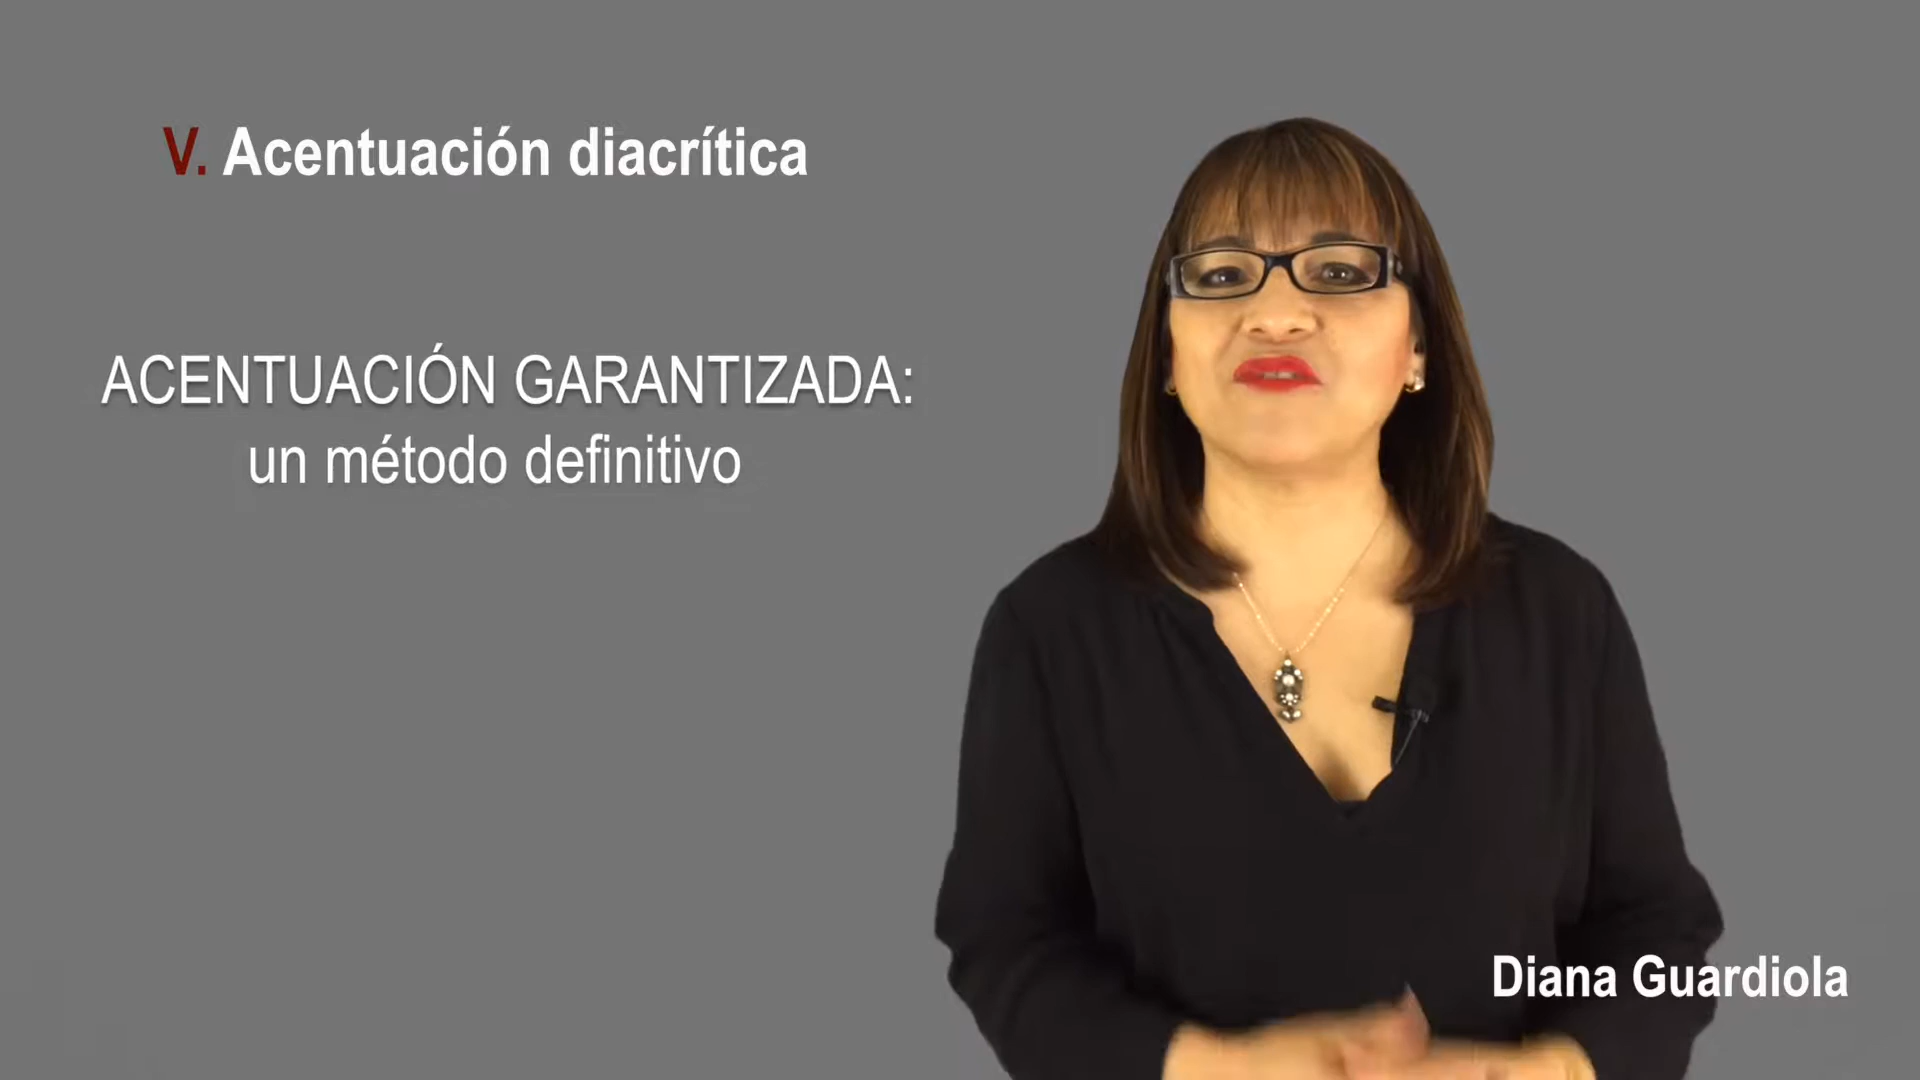 V. Acentuación diacrítica
ACENTUACIÓN GARANTIZADA:
un método definitivo
Diana Guardiola